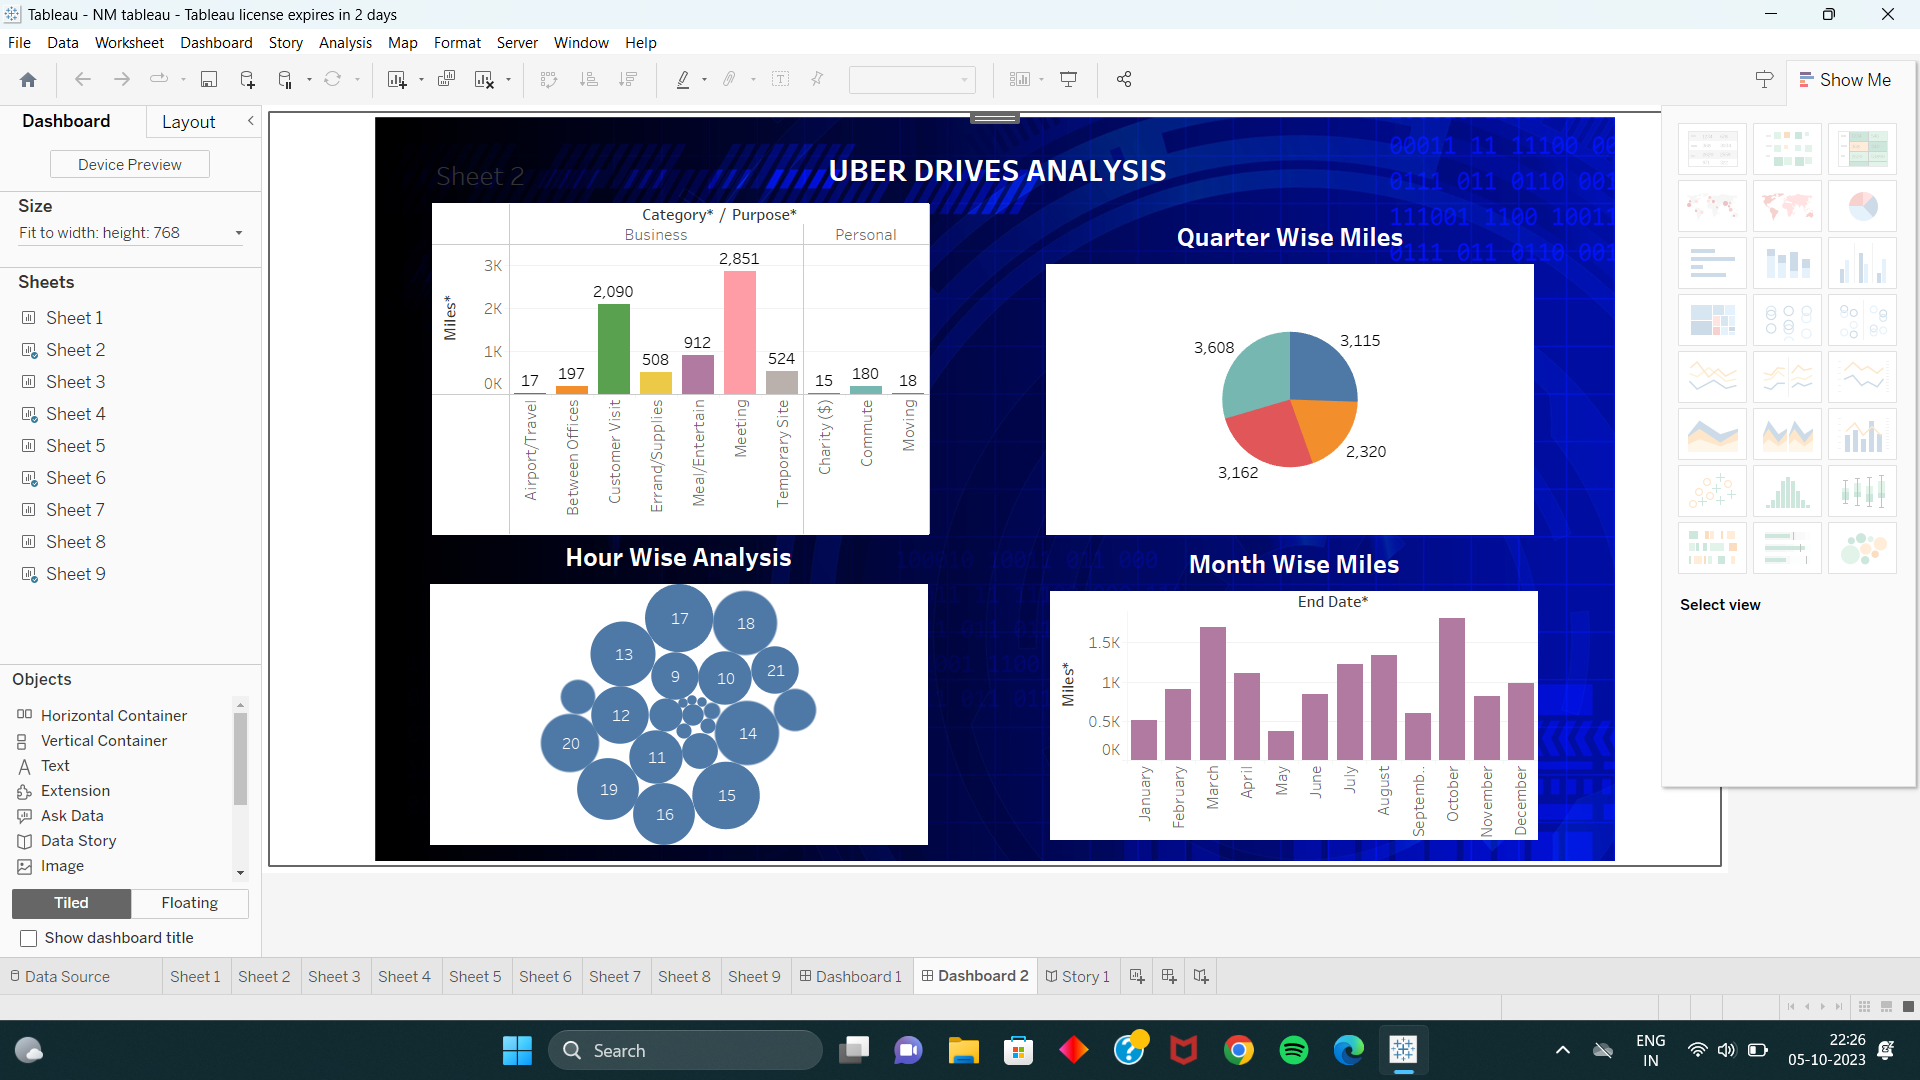 Tableau - NM tableau - Tableau license expires in 2 days
File Data Worksheet Dashboard Story Analysis Map Format Server Window Help
Show Me
Dashboard
Layout
Device Preview
Size
Fit to width: height: 768
Sheets
Sheet 1
Sheet 2
Sheet 3
Sheet 4
Sheet 5
Sheet 6
Sheet 7
Sheet 8
Sheet 9
Objects
Horizontal Container
Vertical Container
Text
Extension
Ask Data
Data Story
Image
Tiled
Floating
Show dashboard title
Sheet 2
UBER DRIVES ANALYSIS
Category* / Purpose*
Business
Personal
Miles*
3K
2K
1K
0K
17
197
2,090
508
912
2,851
524
15
180
18
Airport/Travel
Between Offices
Customer Visit
Errand/Supplies
Meal/Entertain
Meeting
Temporary Site
Charity ($)
Commute
Moving
Quarter Wise Miles
3,608
3,115
2,320
3,162
Hour Wise Analysis
17
18
13
9
10
21
12
20
14
11
19
15
16
Month Wise Miles
End Date*
Miles*
1.5K
1K
0.5K
0K
January
February
March
April
May
June
July
August
Septemb..
October
November
December
Select view
Data Source
Sheet 1
Sheet 2
Sheet 3
Sheet 4
Sheet 5
Sheet 6
Sheet 7
Sheet 8
Sheet 9
Dashboard 1
Dashboard 2
Story 1
Search
ENG
IN
22:26
05-10-2023